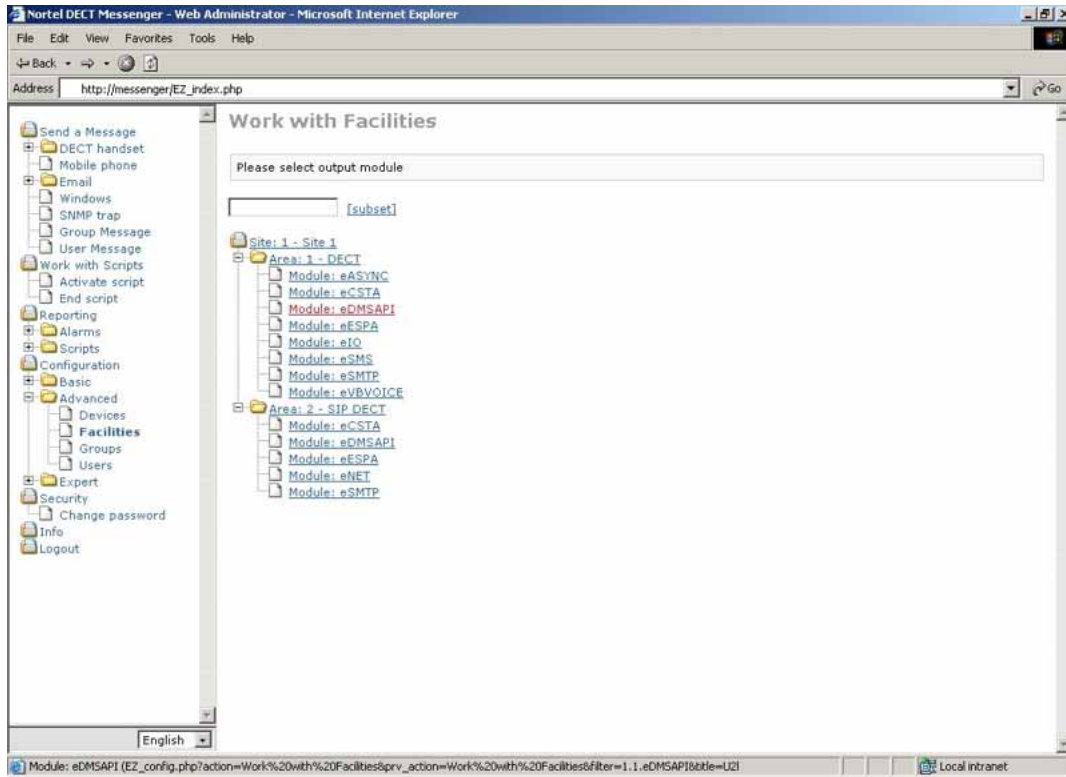 Nortel DECT Messenger - Web Administrator - Microsoft Internet Explorer
File Edit View Favorites Tools Help
Back
Address http://messenger/EZ_index.php Go
Send a Message
DECT handset
Mobile phone
Email
Windows
SNMP trap
Group Message
User Message
Work with Scripts
Activate script
End script
Reporting
Alarms
Scripts
Configuration
Basic
Advanced
Devices
Facilities
Groups
Users
Expert
Security
Change password
Info
Logout
English
Work with Facilities
Please select output module
[subset]
Site: 1 - Site 1
Area: 1 - DECT
Module: eASYNC
Module: eCSTA
Module: eDMSAPI
Module: eESPA
Module: eIO
Module: eSMS
Module: eSMTP
Module: eVBVOICE
Area: 2 - SIP DECT
Module: eCSTA
Module: eDMSAPI
Module: eESPA
Module: eNET
Module: eSMTP
Module: eDMSAPI (EZ_config.php?action=Work%20with%20Facilities&prv_action=Work%20with%20Facilities&filter=1.1.eDMSAPI&title=U2l Local intranet